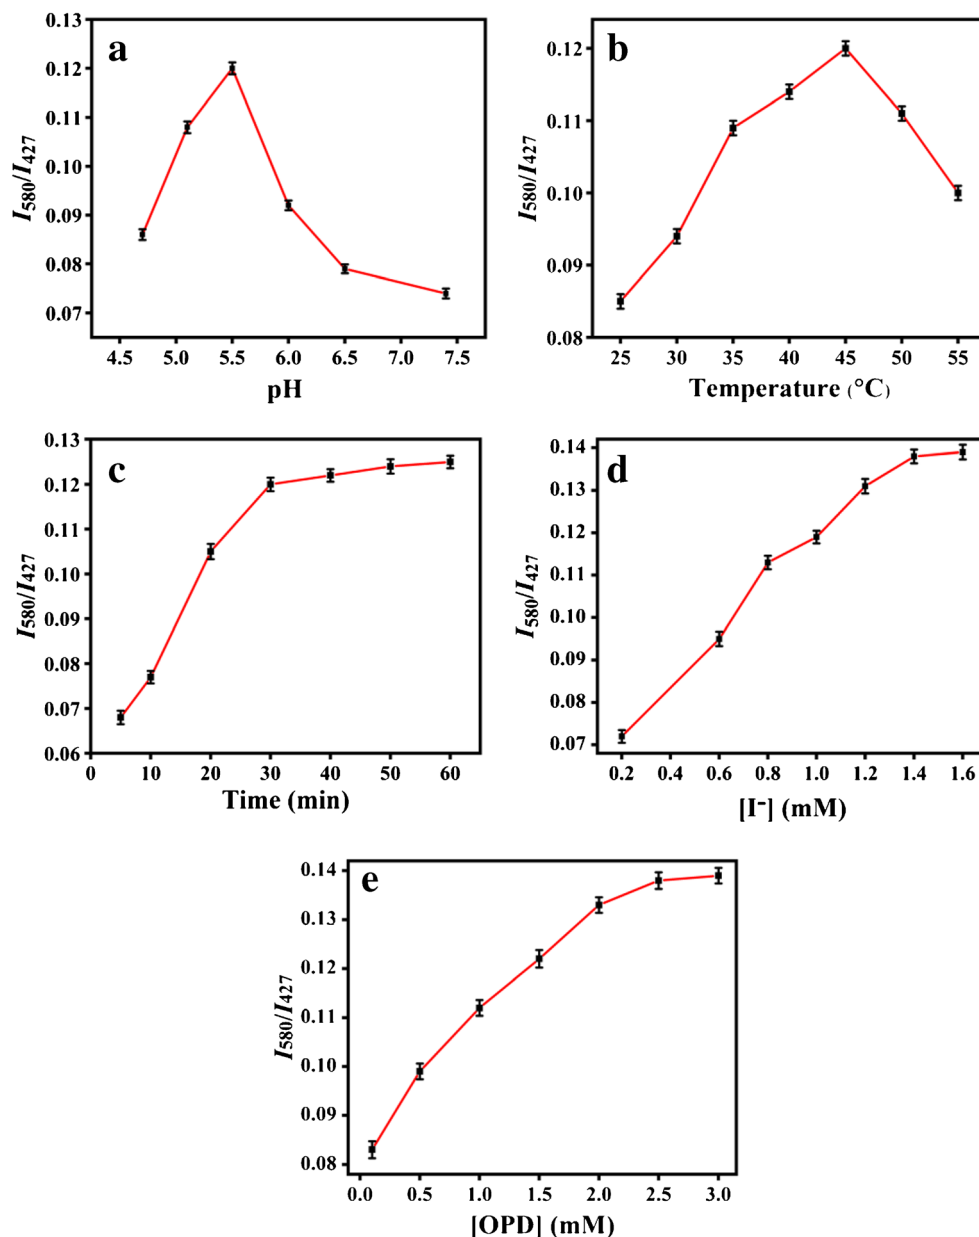 a
0.13
0.12
0.11
0.10
0.09
0.08
0.07
I580/I427
4.5 5.0 5.5 6.0 6.5 7.0 7.5
pH
b
0.12
0.11
0.10
0.09
0.08
I580/I427
25 30 35 40 45 50 55
Temperature (°C)
c
0.13
0.12
0.11
0.10
0.09
0.08
0.07
0.06
I580/I427
0 10 20 30 40 50 60
Time (min)
d
0.14
0.13
0.12
0.11
0.10
0.09
0.08
0.07
I580/I427
0.2 0.4 0.6 0.8 1.0 1.2 1.4 1.6
[I-] (mM)
e
0.14
0.13
0.12
0.11
0.10
0.09
0.08
I580/I427
0.0 0.5 1.0 1.5 2.0 2.5 3.0
[OPD] (mM)